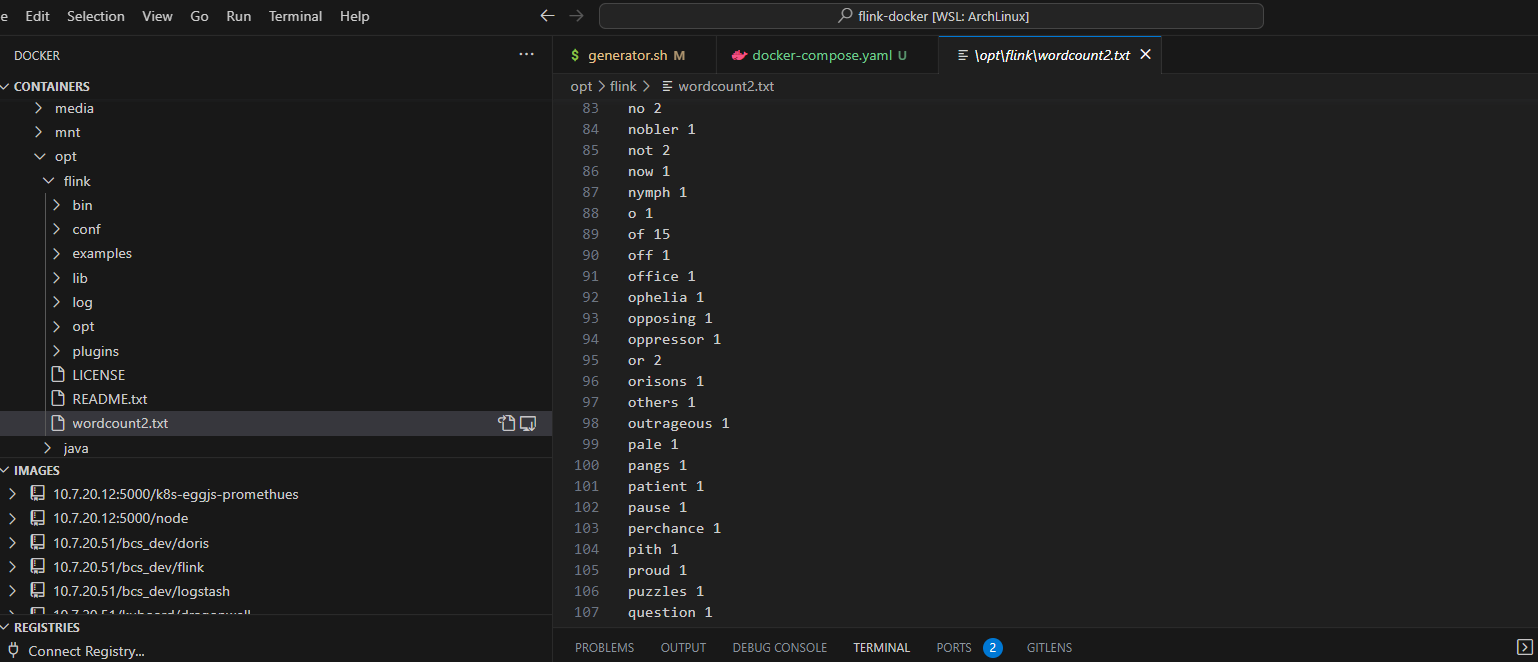 e Edit Selection View Go Run Terminal Help
flink-docker [WSL: ArchLinux]
DOCKER
CONTAINERS
media
mnt
opt
flink
bin
conf
examples
lib
log
opt
plugins
LICENSE
README.txt
wordcount2.txt
java
IMAGES
10.7.20.12:5000/k8s-eggjs-promethues
10.7.20.12:5000/node
10.7.20.51/bcs_dev/doris
10.7.20.51/bcs_dev/flink
10.7.20.51/bcs_dev/logstash
REGISTRIES
Connect Registry...
$ generator.sh M
docker-compose.yaml U
\opt\flink\wordcount2.txt
opt > flink > wordcount2.txt
83 no 2
84 nobler 1
85 not 2
86 now 1
87 nymph 1
88 o 1
89 of 15
90 off 1
91 office 1
92 ophelia 1
93 opposing 1
94 oppressor 1
95 or 2
96 orisons 1
97 others 1
98 outrageous 1
99 pale 1
100 pangs 1
101 patient 1
102 pause 1
103 perchance 1
104 pith 1
105 proud 1
106 puzzles 1
107 question 1
PROBLEMS OUTPUT DEBUG CONSOLE TERMINAL PORTS 2 GITLENS